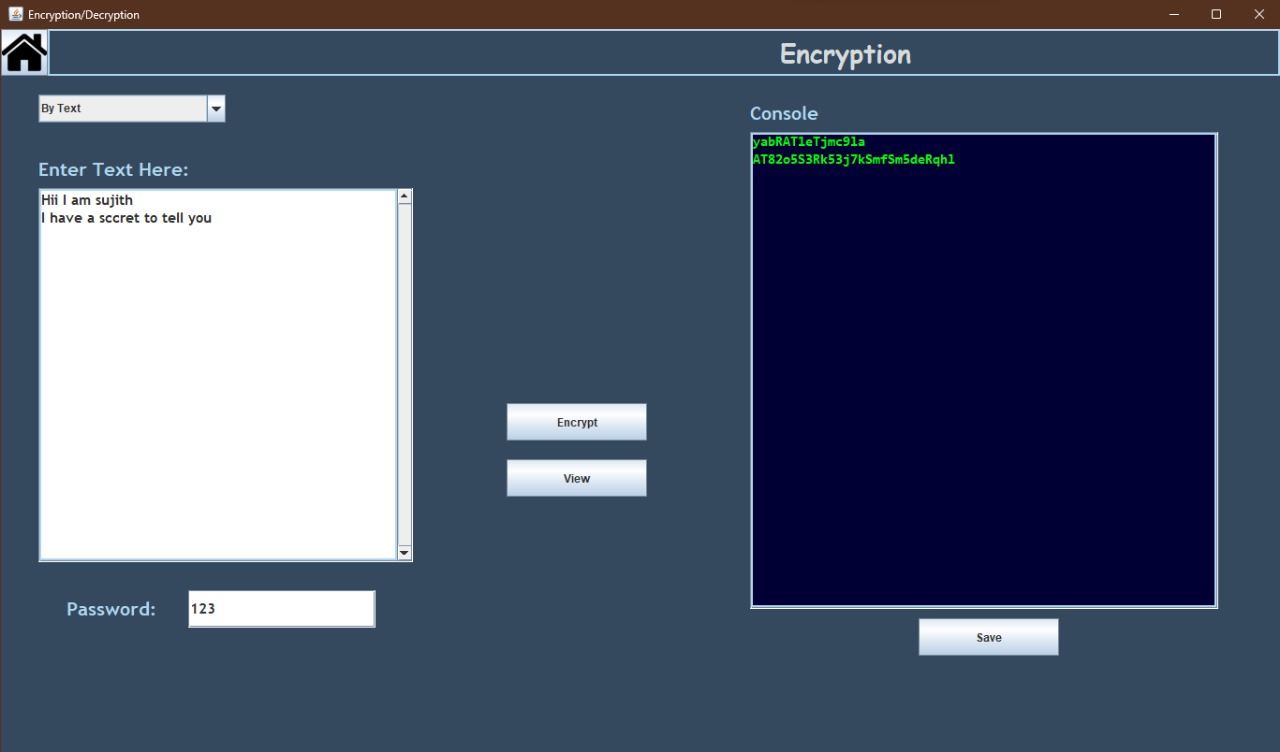 Encryption/Decryption
Encryption
By Text
Console
yabRAT1eTjmc9la
AT82o5S3Rk53j7kSmfSm5deRqhl
Enter Text Here:
Hii I am sujith
I have a sccret to tell you
Encrypt
View
Password:
123
Save